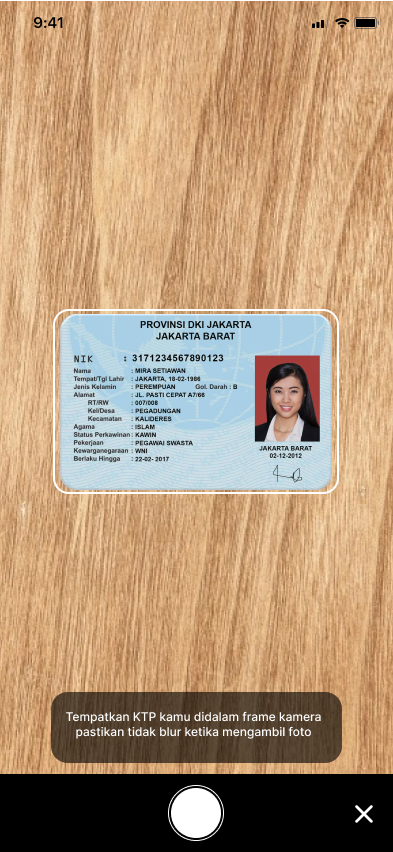 9:41
PROVINSI DKI JAKARTA
JAKARTA BARAT
NIK : 3171234567890123
Nama : MIRA SETIAWAN
Tempat/Tgl Lahir : JAKARTA, 18-02-1986
Jenis Kelamin : PEREMPUAN Gol. Darah : B
Alamat : JL. PASTI CEPAT A7/66
RT/RW : 007/008
Kel/Desa : PEGADUNGAN
Kecamatan : KALIDERES
Agama : ISLAM
Status Perkawinan : KAWIN
Pekerjaan : PEGAWAI SWASTA
Kewarganegaraan : WNI
Berlaku Hingga : 22-02- 2017
JAKARTA BARAT
02-12-2012
Tempatkan KTP kamu didalam frame kamera
pastikan tidak blur ketika mengambil foto